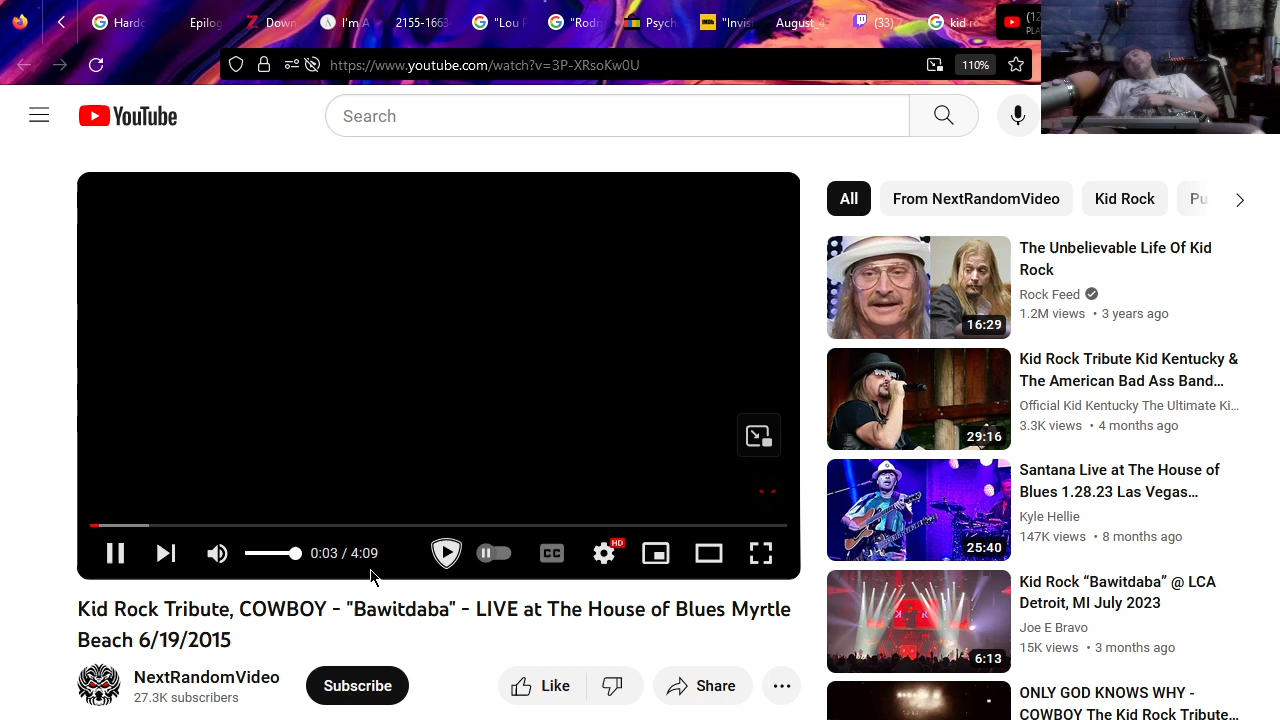 Hardc
Epilog
Down
I'm A
2155-1663
"Lou F
"Rodn
Psych
"Invis
August_4
(33)
kid ro
(12
PLA
https://www.youtube.com/watch?v=3P-XRsoKw0U
110%
YouTube
Search
All
From NextRandomVideo
Kid Rock
Pu
The Unbelievable Life Of Kid
Rock
Rock Feed
1.2M views • 3 years ago
16:29
Kid Rock Tribute Kid Kentucky &
The American Bad Ass Band...
Official Kid Kentucky The Ultimate Ki...
3.3K views • 4 months ago
29:16
Santana Live at The House of
Blues 1.28.23 Las Vegas...
Kyle Hellie
147K views • 8 months ago
25:40
Kid Rock “Bawitdaba” @ LCA
Detroit, MI July 2023
Joe E Bravo
15K views • 3 months ago
6:13
ONLY GOD KNOWS WHY -
COWBOY The Kid Rock Tribute...
0:03 / 4:09
CC
HD
Kid Rock Tribute, COWBOY - "Bawitdaba" - LIVE at The House of Blues Myrtle
Beach 6/19/2015
NextRandomVideo
27.3K subscribers
Subscribe
Like
Share